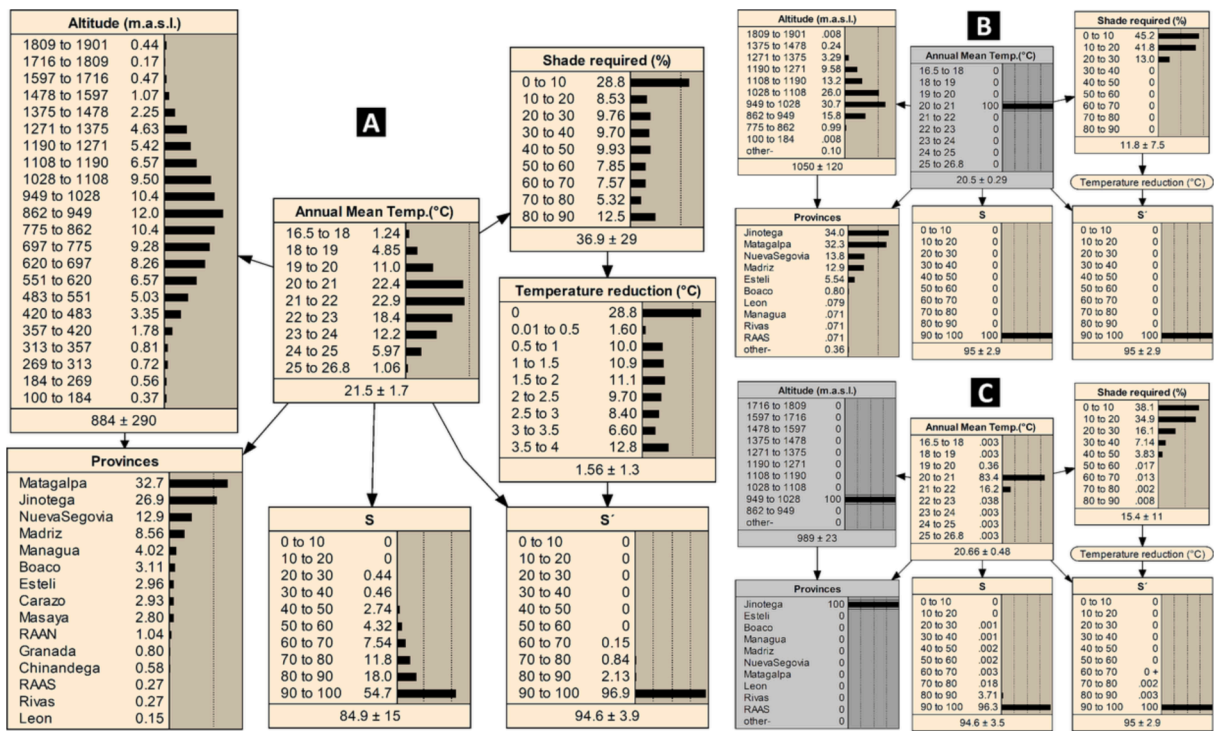 A
Altitude (m.a.s.l.)
1809 to 1901 0.44
1716 to 1809 0.17
1597 to 1716 0.47
1478 to 1597 1.07
1375 to 1478 2.25
1271 to 1375 4.63
1190 to 1271 5.42
1108 to 1190 6.57
1028 to 1108 9.50
949 to 1028 10.4
862 to 949 12.0
775 to 862 10.4
697 to 775 9.28
620 to 697 8.26
551 to 620 6.57
483 to 551 5.03
420 to 483 3.35
357 to 420 1.78
313 to 357 0.81
269 to 313 0.72
184 to 269 0.56
100 to 184 0.37
884 ± 290
Annual Mean Temp.(°C)
16.5 to 18 1.24
18 to 19 4.85
19 to 20 11.0
20 to 21 22.4
21 to 22 22.9
22 to 23 18.4
23 to 24 12.2
24 to 25 5.97
25 to 26.8 1.06
21.5 ± 1.7
Shade required (%)
0 to 10 28.8
10 to 20 8.53
20 to 30 9.76
30 to 40 9.70
40 to 50 9.93
50 to 60 7.85
60 to 70 7.57
70 to 80 5.32
80 to 90 12.5
36.9 ± 29
Temperature reduction (°C)
0 28.8
0.01 to 0.5 1.60
0.5 to 1 10.0
1 to 1.5 10.9
1.5 to 2 11.1
2 to 2.5 9.70
2.5 to 3 8.40
3 to 3.5 6.60
3.5 to 4 12.8
1.56 ± 1.3
Provinces
Matagalpa 32.7
Jinotega 26.9
NuevaSegovia 12.9
Madriz 8.56
Managua 4.02
Boaco 3.11
Esteli 2.96
Carazo 2.93
Masaya 2.80
RAAN 1.04
Granada 0.80
Chinandega 0.58
RAAS 0.27
Rivas 0.27
Leon 0.15
S
0 to 10 0
10 to 20 0
20 to 30 0.44
30 to 40 0.46
40 to 50 2.74
50 to 60 4.32
60 to 70 7.54
70 to 80 11.8
80 to 90 18.0
90 to 100 54.7
84.9 ± 15
S´
0 to 10 0
10 to 20 0
20 to 30 0
30 to 40 0
40 to 50 0
50 to 60 0
60 to 70 0.15
70 to 80 0.84
80 to 90 2.13
90 to 100 96.9
94.6 ± 3.9
B
Altitude (m.a.s.l.)
1809 to 1901 .008
1375 to 1478 0.24
1271 to 1375 3.29
1190 to 1271 9.58
1108 to 1190 13.2
1028 to 1108 26.0
949 to 1028 30.7
862 to 949 15.8
775 to 862 0.99
100 to 184 .008
other- 0.10
1050 ± 120
Annual Mean Temp.(°C)
16.5 to 18 0
18 to 19 0
19 to 20 0
20 to 21 100
21 to 22 0
22 to 23 0
23 to 24 0
24 to 25 0
25 to 26.8 0
20.5 ± 0.29
Shade required (%)
0 to 10 45.2
10 to 20 41.8
20 to 30 13.0
30 to 40 0
40 to 50 0
50 to 60 0
60 to 70 0
70 to 80 0
80 to 90 0
11.8 ± 7.5
Temperature reduction (°C)
Provinces
Jinotega 34.0
Matagalpa 32.3
NuevaSegovia 13.8
Madriz 12.9
Esteli 5.54
Boaco 0.80
Leon .079
Managua .071
Rivas .071
RAAS .071
other- 0.36
S
0 to 10 0
10 to 20 0
20 to 30 0
30 to 40 0
40 to 50 0
50 to 60 0
60 to 70 0
70 to 80 0
80 to 90 0
90 to 100 100
95 ± 2.9
S´
0 to 10 0
10 to 20 0
20 to 30 0
30 to 40 0
40 to 50 0
50 to 60 0
60 to 70 0
70 to 80 0
80 to 90 0
90 to 100 100
95 ± 2.9
C
Altitude (m.a.s.l.)
1716 to 1809 0
1597 to 1716 0
1478 to 1597 0
1375 to 1478 0
1271 to 1375 0
1190 to 1271 0
1108 to 1190 0
1028 to 1108 0
949 to 1028 100
862 to 949 0
other- 0
989 ± 23
Annual Mean Temp.(°C)
16.5 to 18 .003
18 to 19 .003
19 to 20 0.36
20 to 21 83.4
21 to 22 16.2
22 to 23 .038
23 to 24 .003
24 to 25 .003
25 to 26.8 .003
20.66 ± 0.48
Shade required (%)
0 to 10 38.1
10 to 20 34.9
20 to 30 16.1
30 to 40 7.14
40 to 50 3.83
50 to 60 .017
60 to 70 .013
70 to 80 .002
80 to 90 .008
15.4 ± 11
Temperature reduction (°C)
Provinces
Jinotega 100
Esteli 0
Boaco 0
Managua 0
Madriz 0
NuevaSegovia 0
Matagalpa 0
Leon 0
Rivas 0
RAAS 0
other- 0
S
0 to 10 0
10 to 20 0
20 to 30 .001
30 to 40 .001
40 to 50 .002
50 to 60 .002
60 to 70 .003
70 to 80 .018
80 to 90 3.71
90 to 100 96.3
94.6 ± 3.5
S´
0 to 10 0
10 to 20 0
20 to 30 0
30 to 40 0
40 to 50 0
50 to 60 0
60 to 70 0 +
70 to 80 .002
80 to 90 .003
90 to 100 100
95 ± 2.9